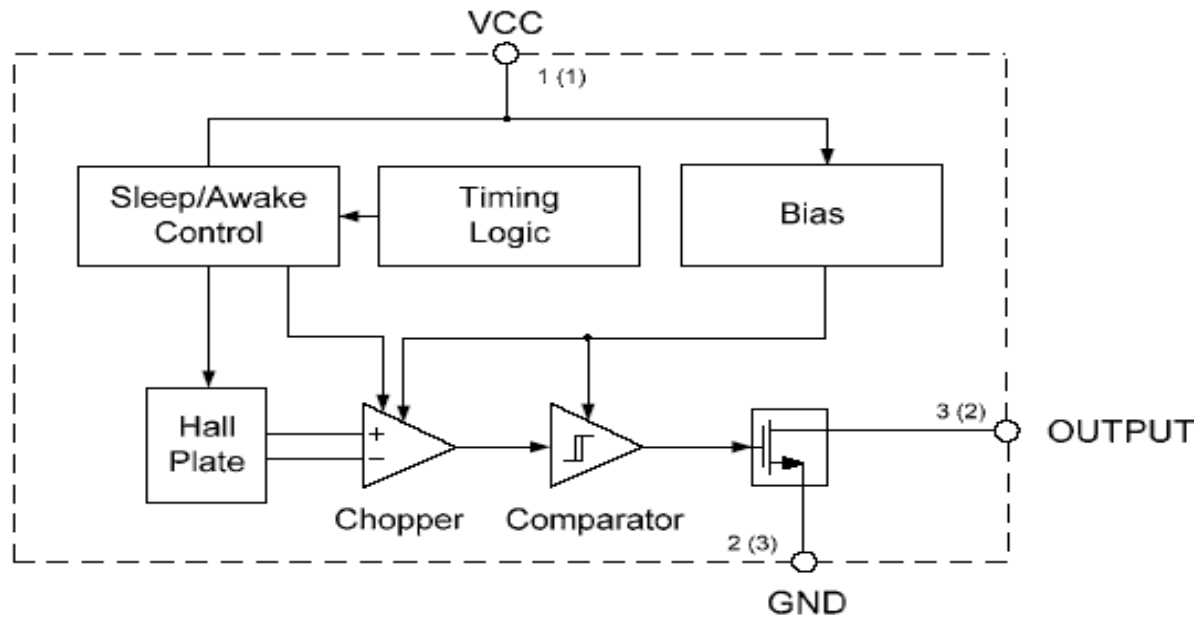 VCC
1 (1)
Sleep/Awake
Control
Timing
Logic
Bias
Hall
Plate
+
−
Chopper
Comparator
3 (2)
OUTPUT
2 (3)
GND